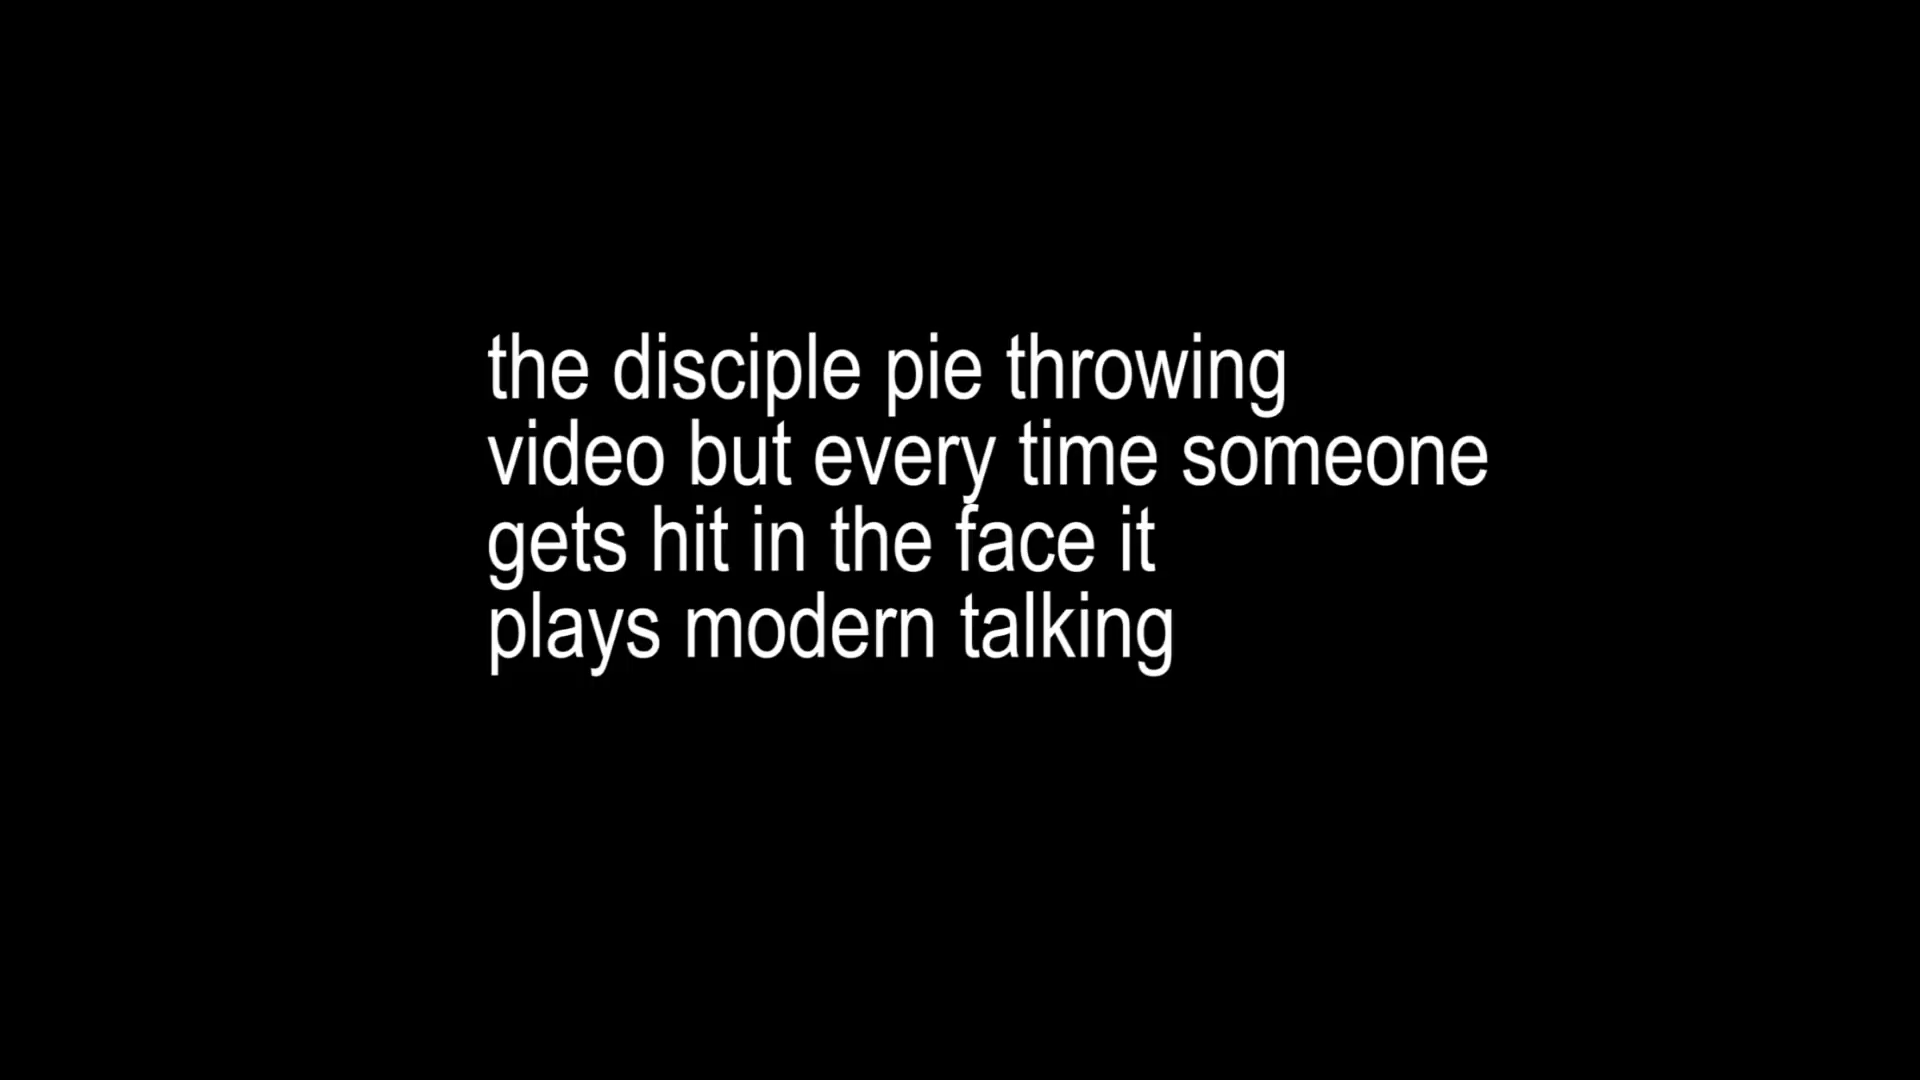 the disciple pie throwing
video but every time someone
gets hit in the face it
plays modern talking